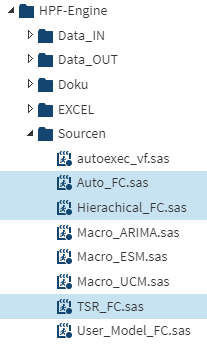 HPF-Engine
Data_IN
Data_OUT
Doku
EXCEL
Sourcen
autoexec_vf.sas
Auto_FC.sas
Hierachical_FC.sas
Macro_ARIMA.sas
Macro_ESM.sas
Macro_UCM.sas
TSR_FC.sas
User_Model_FC.sas